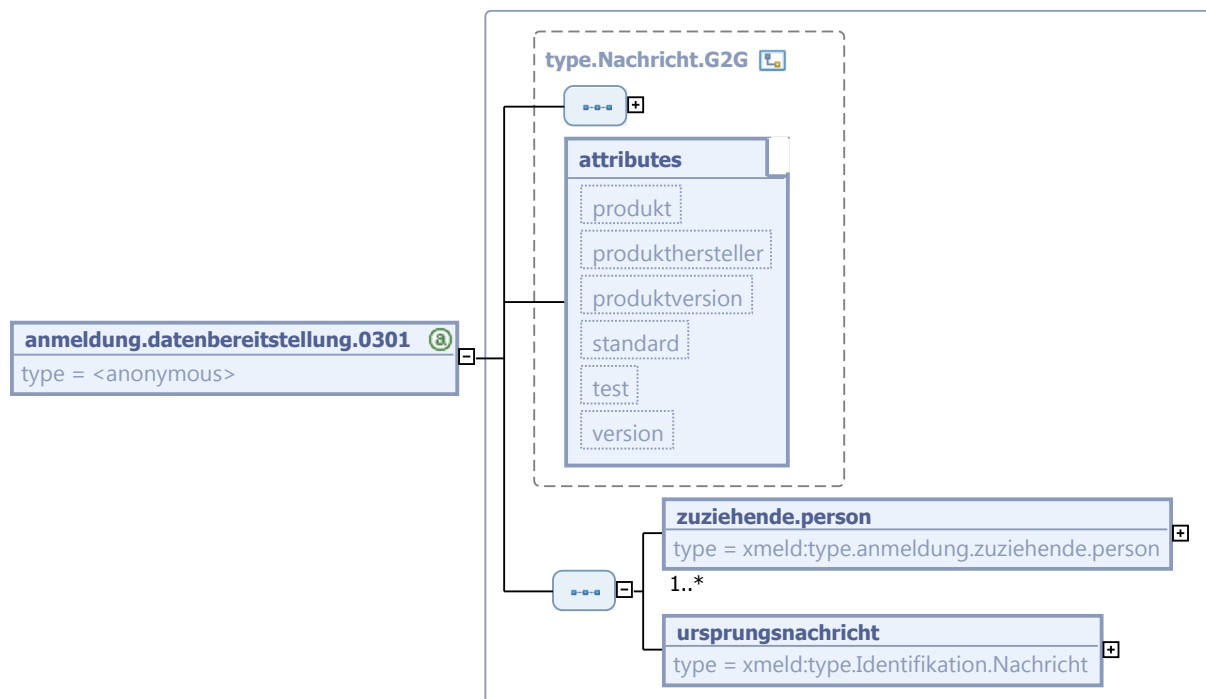 type.Nachricht.G2G
attributes
produkt
produkthersteller
produktversion
standard
test
version
anmeldung.datenbereitstellung.0301 a
type = <anonymous>
zuziehende.person
type = xmeld:type.anmeldung.zuziehende.person
1..*
ursprungsnachricht
type = xmeld:type.Identifikation.Nachricht